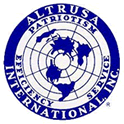 ALTRUSA
PATRIOTISM
EFFICIENCY
SERVICE
INTERNATIONAL, INC.